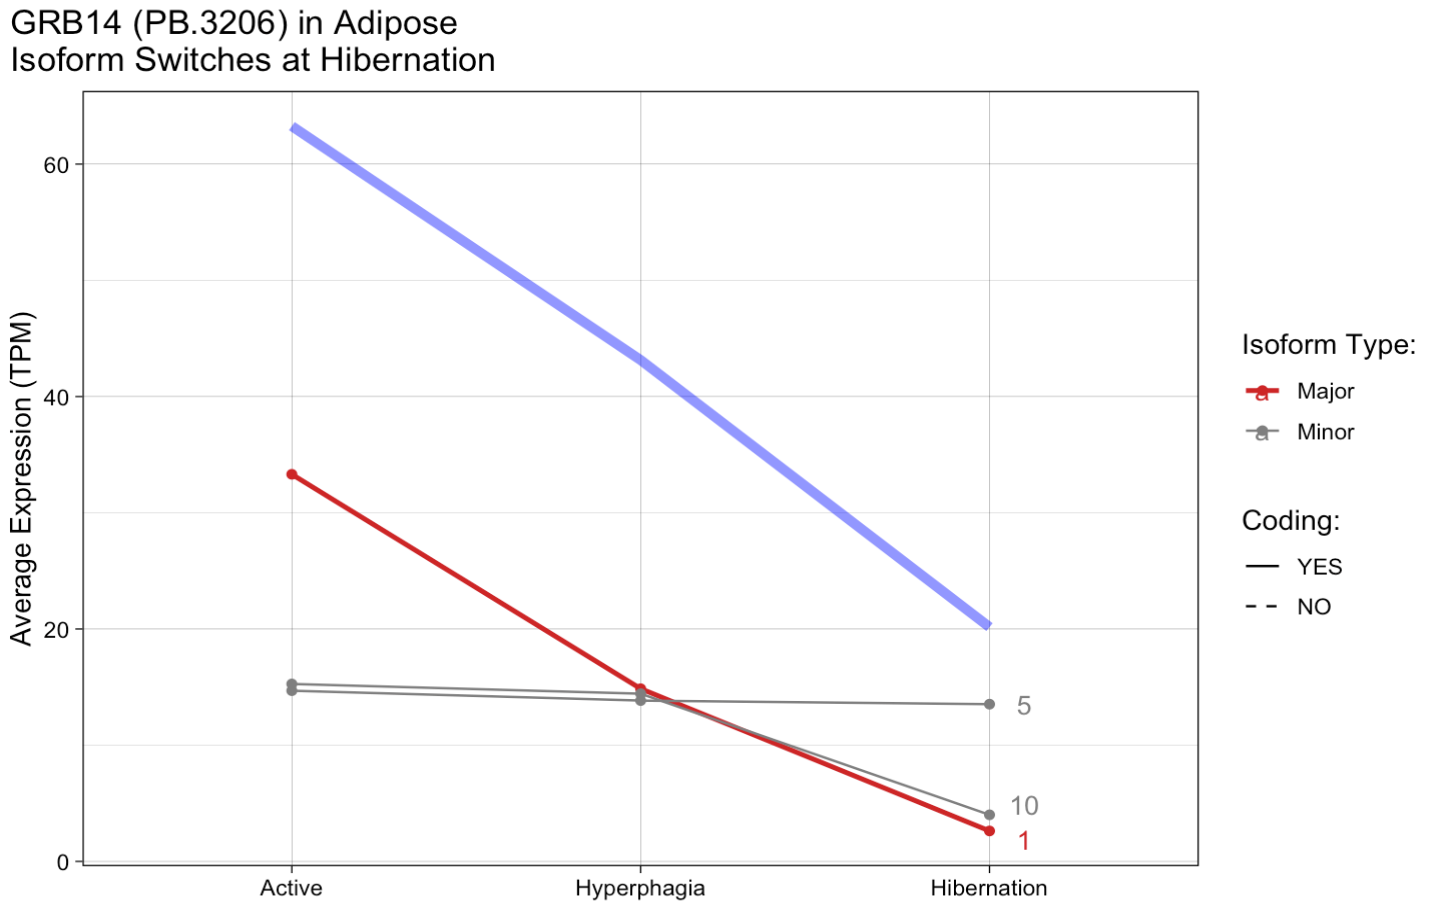 GRB14 (PB.3206) in Adipose
Isoform Switches at Hibernation
Average Expression (TPM)
60
40
20
0
5
10
1
Active
Hyperphagia
Hibernation
Isoform Type:
a Major
a Minor
Coding:
YES
NO